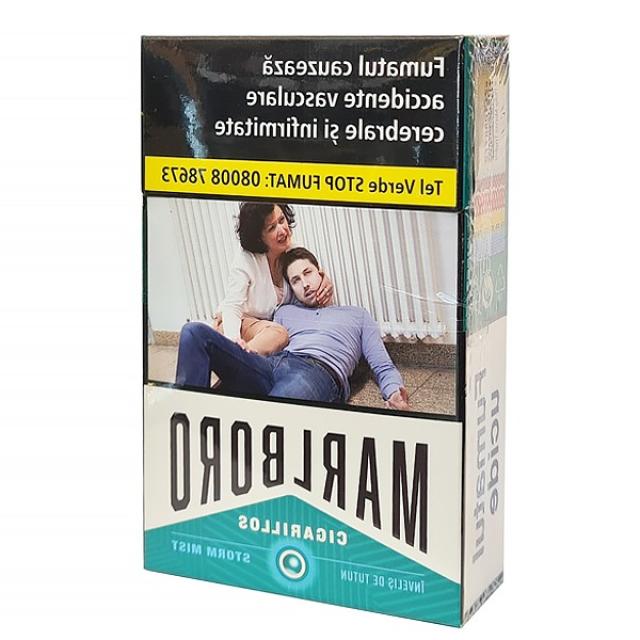 Fumatul cauzează
accidente vasculare
cerebrale și infirmitate
Tel Verde STOP FUMAT: 08008 78673
MARLBORO
CIGARILLOS
STORM MIST
ÎNVELIȘ DE TUTUN
Fumatul
ucide